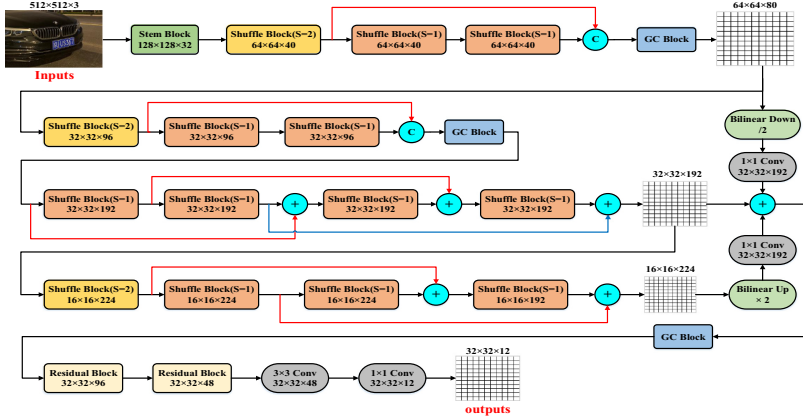 512×512×3
Inputs
Stem Block
128×128×32
Shuffle Block(S=2)
64×64×40
Shuffle Block(S=1)
64×64×40
Shuffle Block(S=1)
64×64×40
C
GC Block
64×64×80
Shuffle Block(S=2)
32×32×96
Shuffle Block(S=1)
32×32×96
Shuffle Block(S=1)
32×32×96
C
GC Block
Bilinear Down
/2
1×1 Conv
32×32×192
Shuffle Block(S=1)
32×32×192
Shuffle Block(S=1)
32×32×192
+
Shuffle Block(S=1)
32×32×192
+
Shuffle Block(S=1)
32×32×192
+
32×32×192
+
1×1 Conv
32×32×192
Shuffle Block(S=2)
16×16×224
Shuffle Block(S=1)
16×16×224
Shuffle Block(S=1)
16×16×224
+
Shuffle Block(S=1)
16×16×192
+
16×16×224
Bilinear Up
× 2
GC Block
Residual Block
32×32×96
Residual Block
32×32×48
3×3 Conv
32×32×48
1×1 Conv
32×32×12
32×32×12
outputs